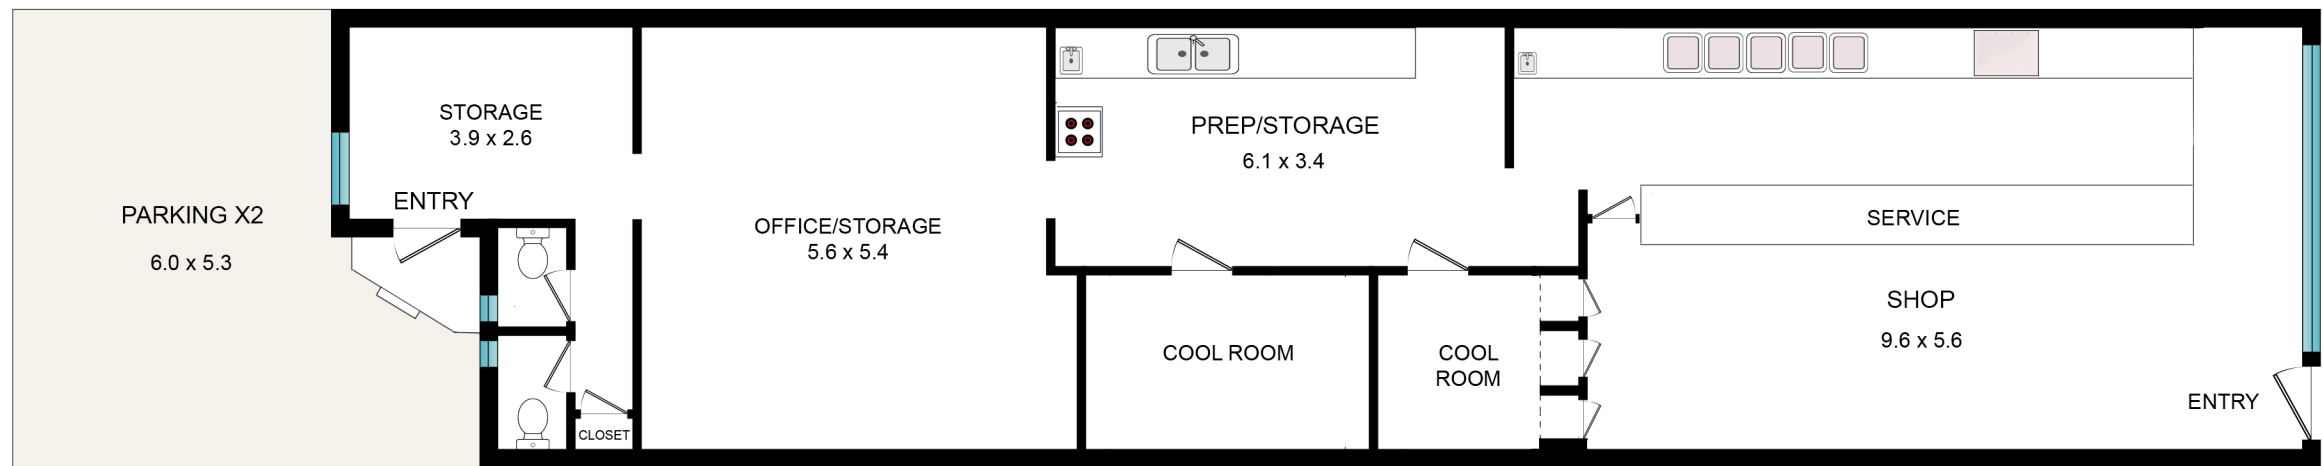 PARKING X2
6.0 x 5.3
STORAGE
3.9 x 2.6
ENTRY
CLOSET
OFFICE/STORAGE
5.6 x 5.4
PREP/STORAGE
6.1 x 3.4
COOL ROOM
COOL
ROOM
SERVICE
SHOP
9.6 x 5.6
ENTRY